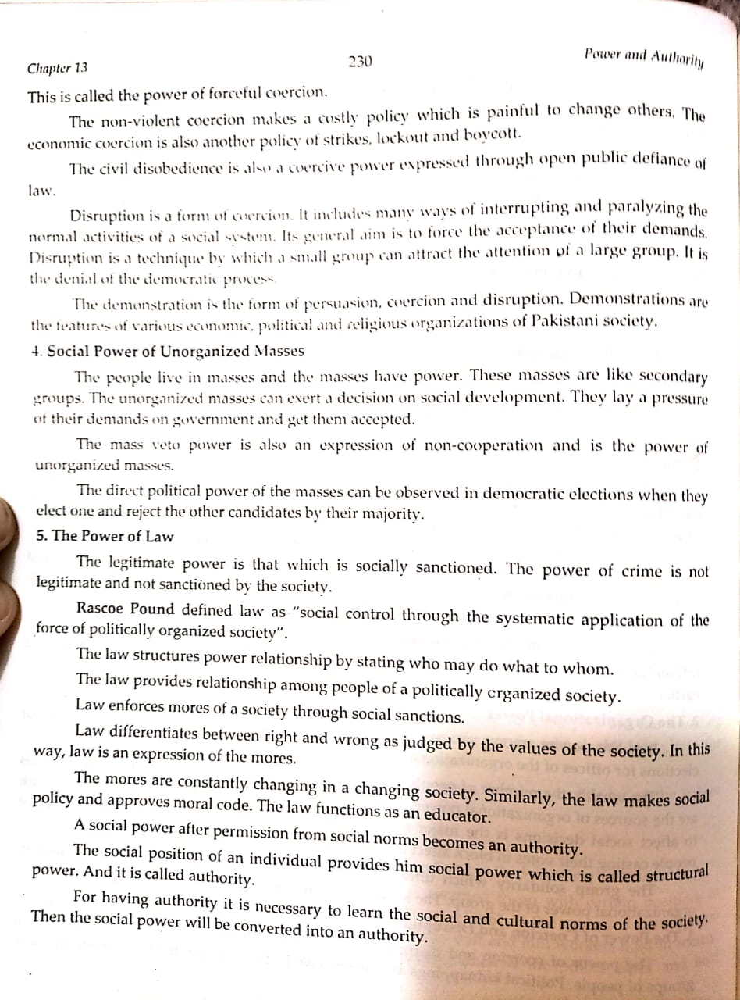 Chapter 13
230
Power and Authority
This is called the power of forceful coercion.
The non-violent coercion makes a costly policy which is painful to change others. The
economic coercion is also another policy of strikes, lockout and boycott.
The civil disobedience is also a coercive power expressed through open public defiance of
law.
Disruption is a form of coercion. It includes many ways of interrupting and paralyzing the
normal activities of a social system. Its general aim is to force the acceptance of their demands.
Disruption is a technique by which a small group can attract the attention of a large group. It is
the denial of the democratic process.
The demonstration is the form of persuasion, coercion and disruption. Demonstrations are
the features of various economic, political and religious organizations of Pakistani society.
4. Social Power of Unorganized Masses
The people live in masses and the masses have power. These masses are like secondary
groups. The unorganized masses can exert a decision on social development. They lay a pressure
of their demands on government and get them accepted.
The mass veto power is also an expression of non-cooperation and is the power of
unorganized masses.
The direct political power of the masses can be observed in democratic elections when they
elect one and reject the other candidates by their majority.
5. The Power of Law
The legitimate power is that which is socially sanctioned. The power of crime is not
legitimate and not sanctioned by the society.
Rascoe Pound defined law as "social control through the systematic application of the
force of politically organized society".
The law structures power relationship by stating who may do what to whom.
The law provides relationship among people of a politically crganized society.
Law enforces mores of a society through social sanctions.
Law differentiates between right and wrong as judged by the values of the society. In this
way, law is an expression of the mores.
The mores are constantly changing in a changing society. Similarly, the law makes social
policy and approves moral code. The law functions as an educator.
A social power after permission from social norms becomes an authority.
The social position of an individual provides him social power which is called structural
power. And it is called authority.
For having authority it is necessary to learn the social and cultural norms of the society.
Then the social power will be converted into an authority.